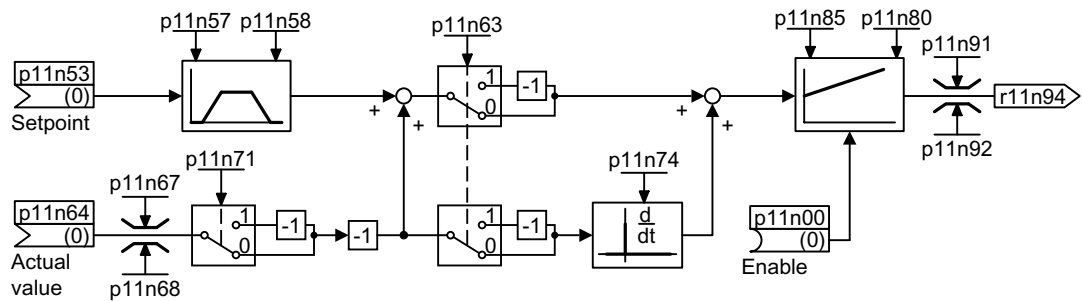 p11n57 p11n58
p11n63
p11n85 p11n80
p11n91
p11n53
(0)
Setpoint
+
+
1
0
-1
+
+
r11n94
p11n92
p11n67
p11n71
p11n74
p11n64
(0)
Actual
value
p11n68
1
0
-1
-1
1
0
-1
d
dt
p11n00
(0)
Enable